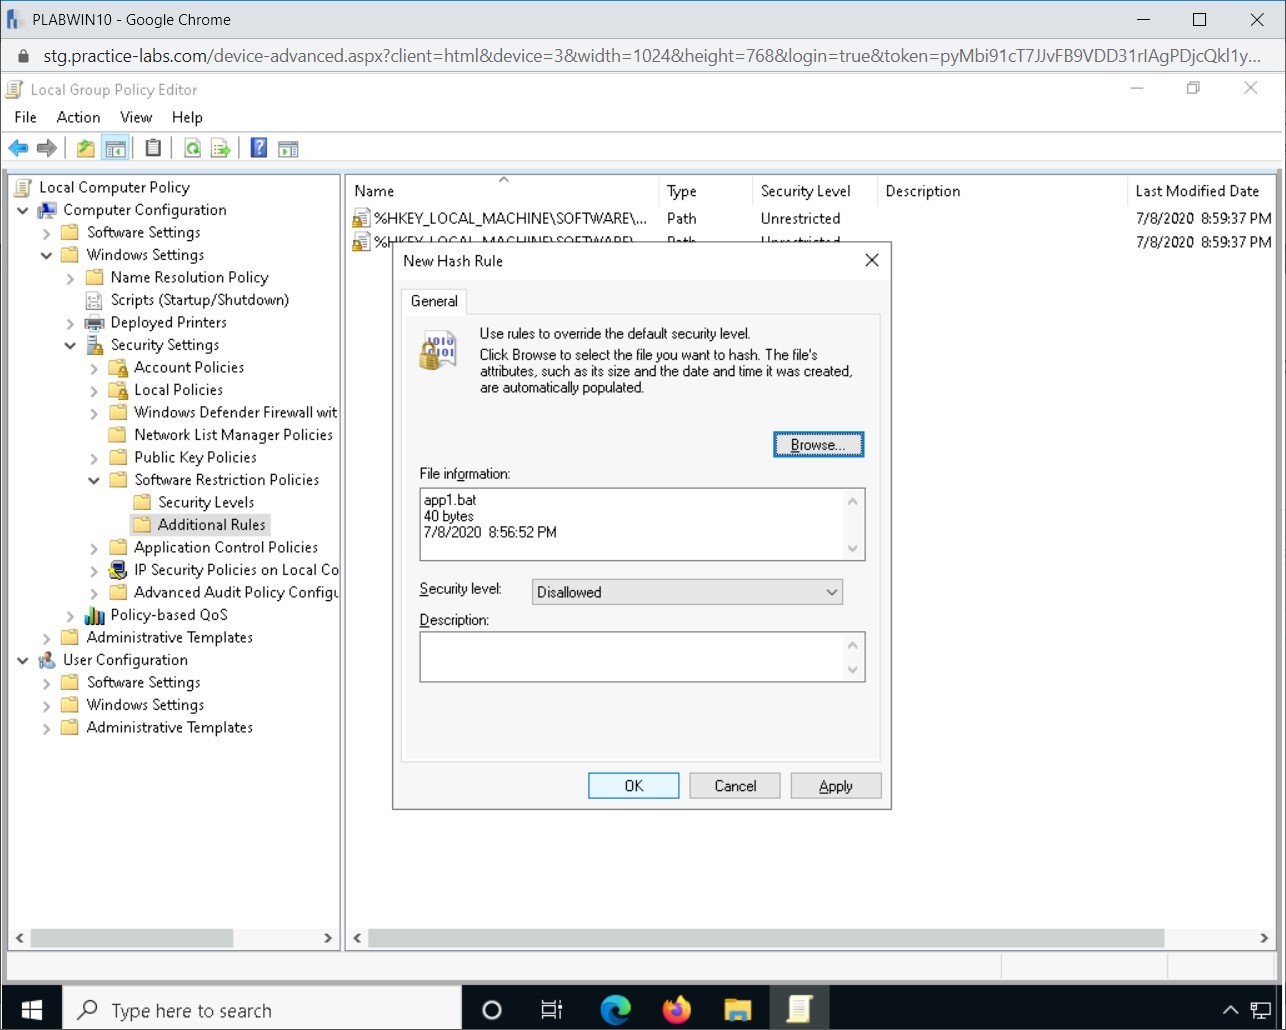 PLABWIN10 - Google Chrome
stg.practice-labs.com/device-advanced.aspx?client=html&device=3&width=1024&height=768&login=true&token=pyMbi91cT7JJvFB9VDD31rIAgPDjcQkl1y...
Local Group Policy Editor
File Action View Help
Local Computer Policy
Computer Configuration
Software Settings
Windows Settings
Name Resolution Policy
Scripts (Startup/Shutdown)
Deployed Printers
Security Settings
Account Policies
Local Policies
Windows Defender Firewall wit
Network List Manager Policies
Public Key Policies
Software Restriction Policies
Security Levels
Additional Rules
Application Control Policies
IP Security Policies on Local Co
Advanced Audit Policy Configu
Policy-based QoS
Administrative Templates
User Configuration
Software Settings
Windows Settings
Administrative Templates
Name Type Security Level Description Last Modified Date
%HKEY_LOCAL_MACHINE\SOFTWARE\... Path Unrestricted 7/8/2020 8:59:37 PM
%HKEY_LOCAL_MACHINE\SOFTWARE\... Path Unrestricted 7/8/2020 8:59:37 PM
New Hash Rule
General
Use rules to override the default security level.
Click Browse to select the file you want to hash. The file's
attributes, such as its size and the date and time it was created,
are automatically populated.
Browse...
File information:
app1.bat
40 bytes
7/8/2020 8:56:52 PM
Security level: Disallowed
Description:
OK Cancel Apply
Type here to search